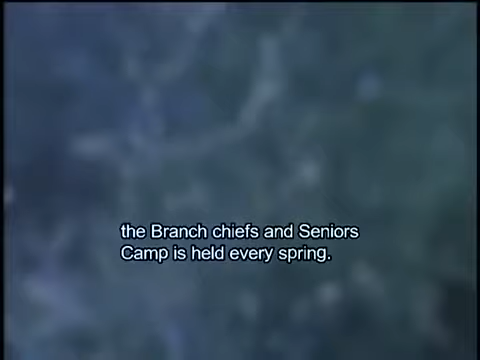 the Branch chiefs and Seniors
Camp is held every spring.